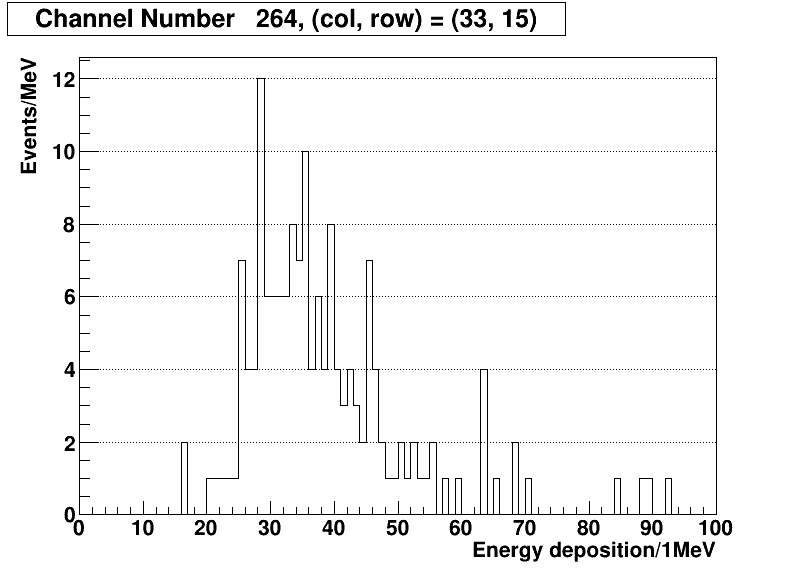 Channel Number 264, (col, row) = (33, 15)
Events/MeV
12
10
8
6
4
2
0
0 10 20 30 40 50 60 70 80 90 100
Energy deposition/1MeV